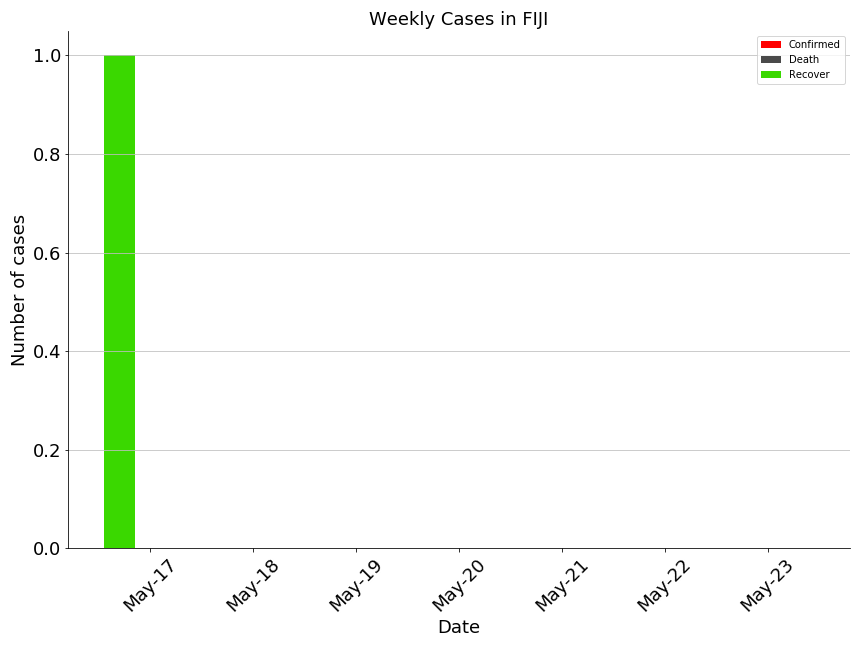 Weekly Cases in FIJI
Confirmed
Death
Recover
1.0
0.8
0.6
0.4
0.2
0.0
Number of cases
May-17
May-18
May-19
May-20
May-21
May-22
May-23
Date